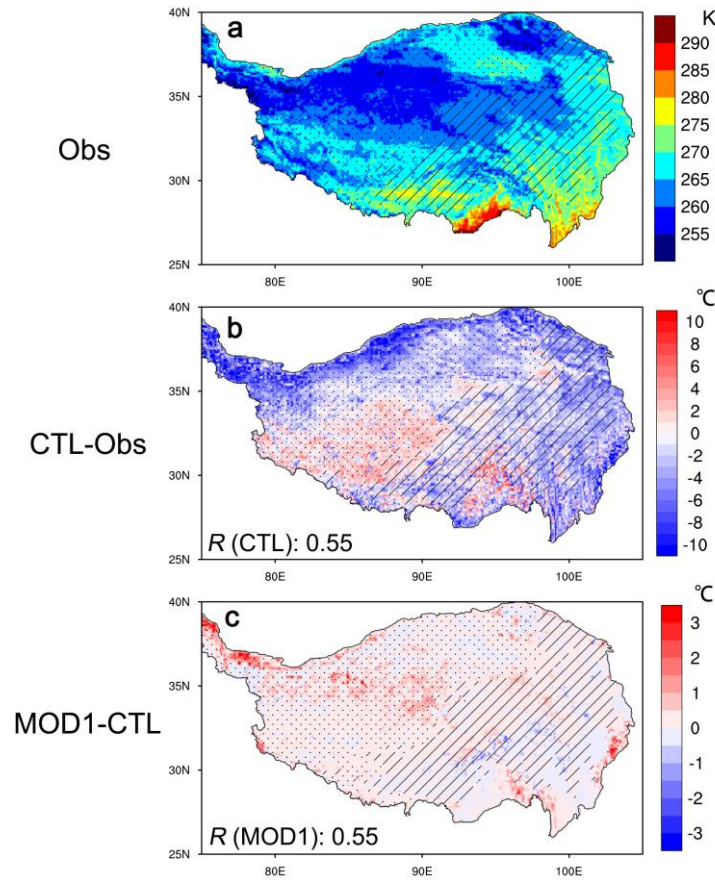 Obs
a
40N
35N
30N
25N
80E 90E 100E
K
290
285
280
275
270
265
260
255
CTL-Obs
b
40N
35N
30N
25N
R (CTL): 0.55
80E 90E 100E
℃
10
8
6
4
2
0
-2
-4
-6
-8
-10
MOD1-CTL
c
40N
35N
30N
25N
R (MOD1): 0.55
80E 90E 100E
℃
3
2
1
0
-1
-2
-3